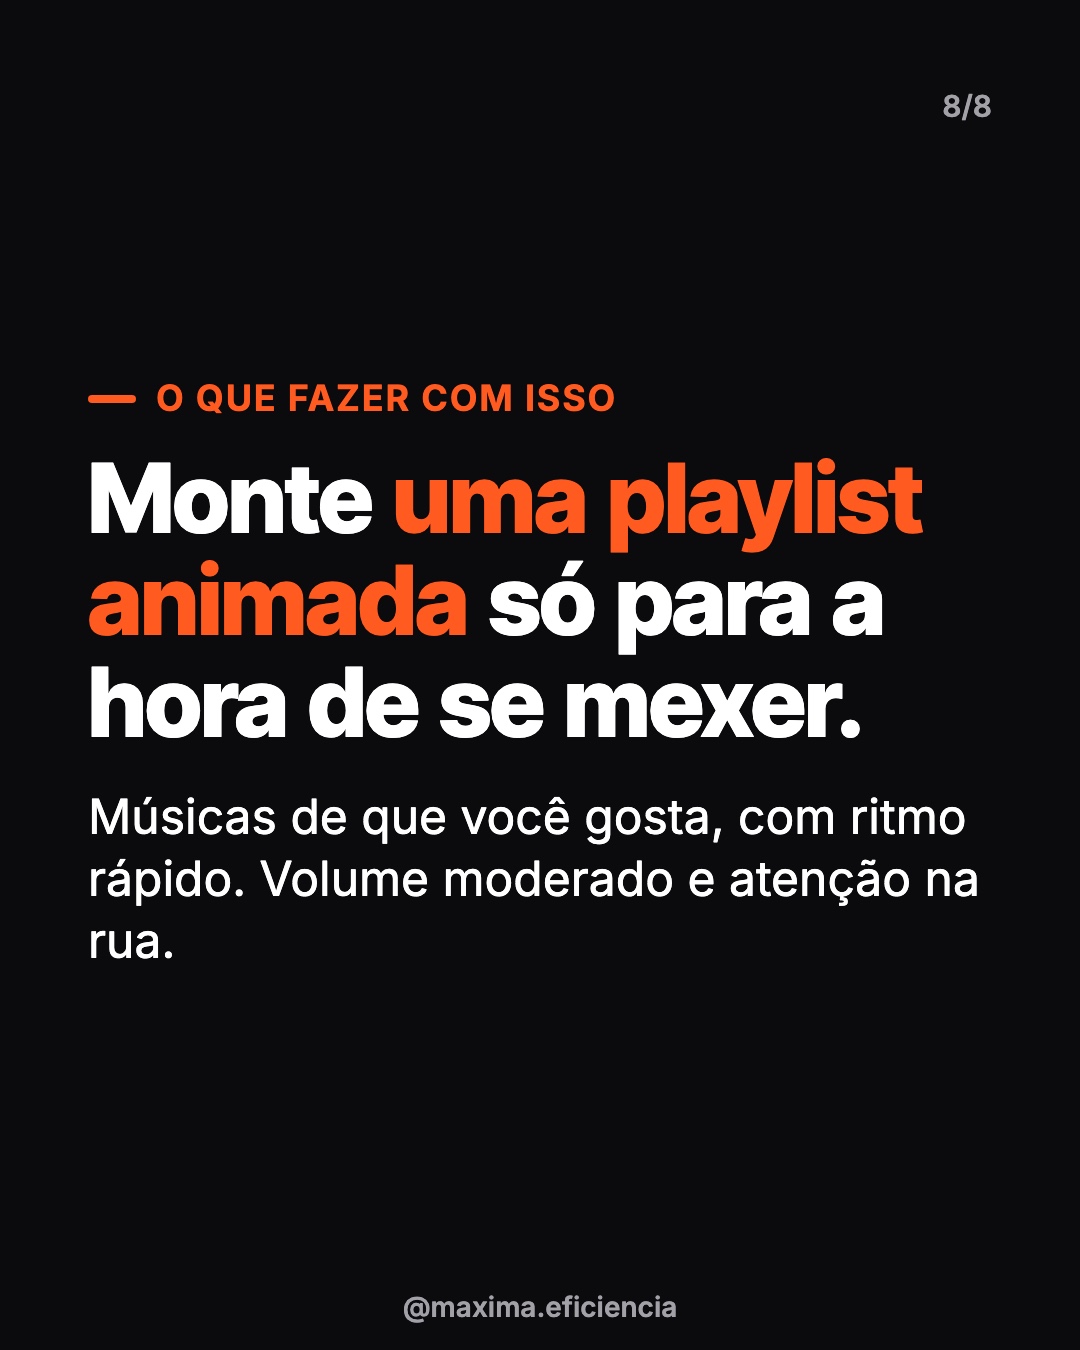 8/8
O QUE FAZER COM ISSO
Monte uma playlist
animada só para a
hora de se mexer.
Músicas de que você gosta, com ritmo
rápido. Volume moderado e atenção na
rua.
@maxima.eficiencia